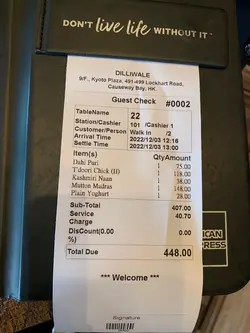 DON'T live life WITHOUT IT™
DILLIWALE
9/F., Kyoto Plaza, 491-499 Lockhart Road,
Causeway Bay, HK.
Guest Check #0002
TableName 22
Station/Cashier 101 /Cashier 1
Customer/Person Walk in /2
Arrival Time 2022/12/03 12:16
Settle Time 2022/12/03 13:00
Item(s) Qty Amount
Dahi Puri 1 75.00
T'doori Chick (H) 1 118.00
Kashmiri Naan 1 38.00
Mutton Madras 1 148.00
Plain Yoghurt 1 28.00
Sub-Total 407.00
Service 40.70
Charge
DisCount(0.00 0.00
%)
Total Due 448.00
*** Welcome ***
Signature